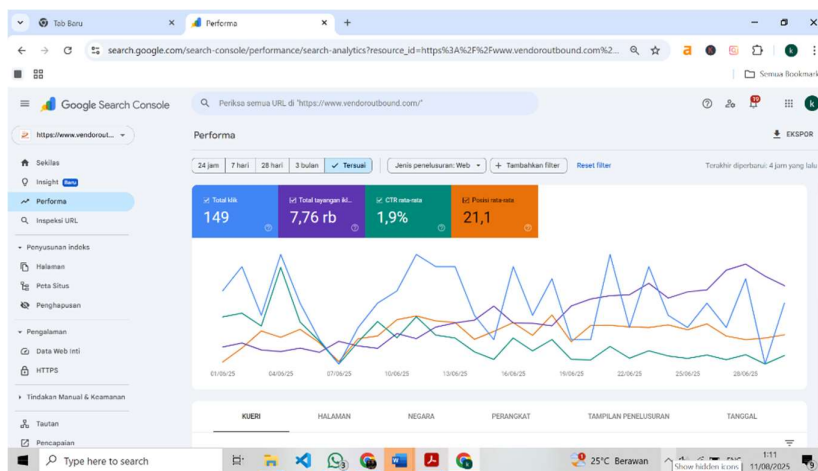 Tab Baru
Performa
search.google.com/search-console/performance/search-analytics?resource_id=https%3A%2F%2Fwww.vendoroutbound.com%2...
Semua Bookmark
Google Search Console
Periksa semua URL di "https://www.vendoroutbound.com/"
https://www.vendorout...
Performa
EKSPOR
24 jam 7 hari 28 hari 3 bulan Tersuai
Jenis penelusuran: Web
Tambahkan filter
Reset filter
Terakhir diperbarui: 4 jam yang lalu
Sekilas
Insight Baru
Performa
Inspeksi URL
Penyusunan indeks
Halaman
Peta Situs
Penghapusan
Pengalaman
Data Web Inti
HTTPS
Tindakan Manual & Keamanan
Tautan
Pencapaian
Total klik
149
Total tayangan ikl...
7,76 rb
CTR rata-rata
1,9%
Posisi rata-rata
21,1
01/06/25 04/06/25 07/06/25 10/06/25 13/06/25 16/06/25 19/06/25 22/06/25 25/06/25 28/06/25
KUERI HALAMAN NEGARA PERANGKAT TAMPILAN PENELUSURAN TANGGAL
Type here to search
25°C Berawan
1:11
Show hidden icons
11/08/2025